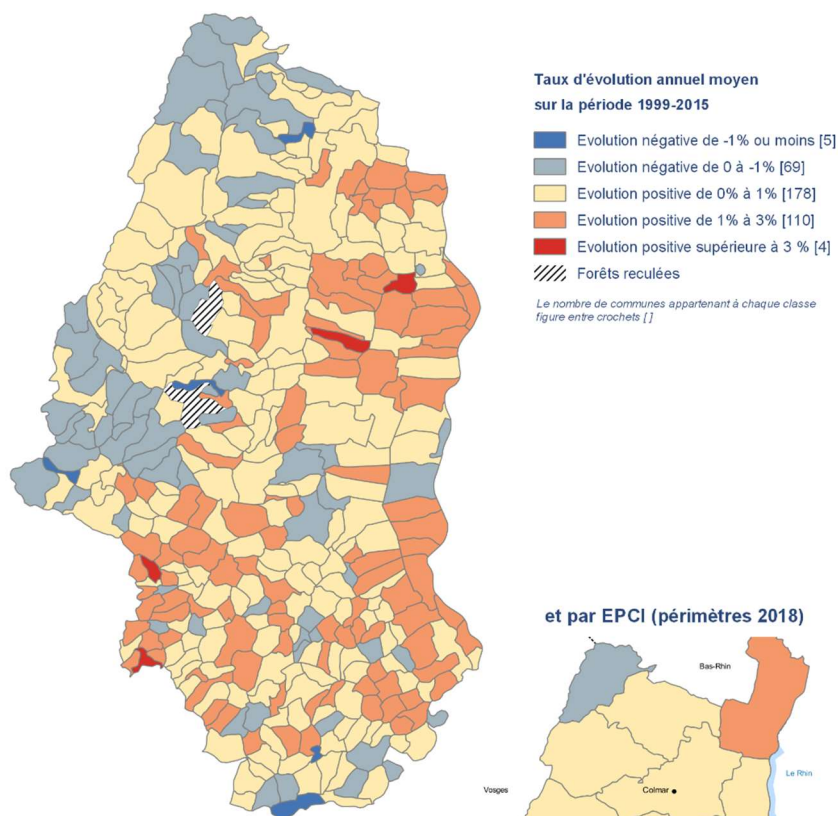 Taux d'évolution annuel moyen
sur la période 1999-2015
Evolution négative de -1% ou moins [5]
Evolution négative de 0 à -1% [69]
Evolution positive de 0% à 1% [178]
Evolution positive de 1% à 3% [110]
Evolution positive supérieure à 3 % [4]
Forêts reculées
Le nombre de communes appartenant à chaque classe
figure entre crochets [ ]
et par EPCI (périmètres 2018)
Bas-Rhin
Le Rhin
Vosges
Colmar